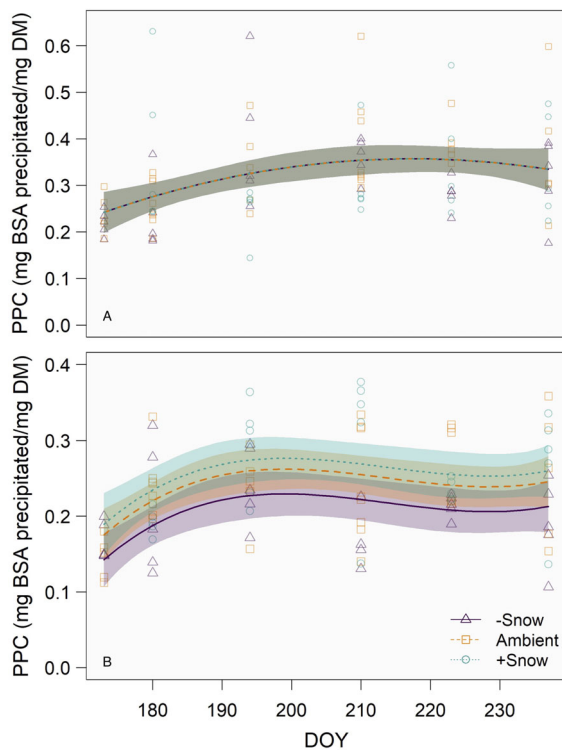 0.6
0.5
0.4
0.3
0.2
0.1
0.0
PPC (mg BSA precipitated/mg DM)
A
0.4
0.3
0.2
0.1
0.0
PPC (mg BSA precipitated/mg DM)
B
-Snow
Ambient
+Snow
180 190 200 210 220 230
DOY